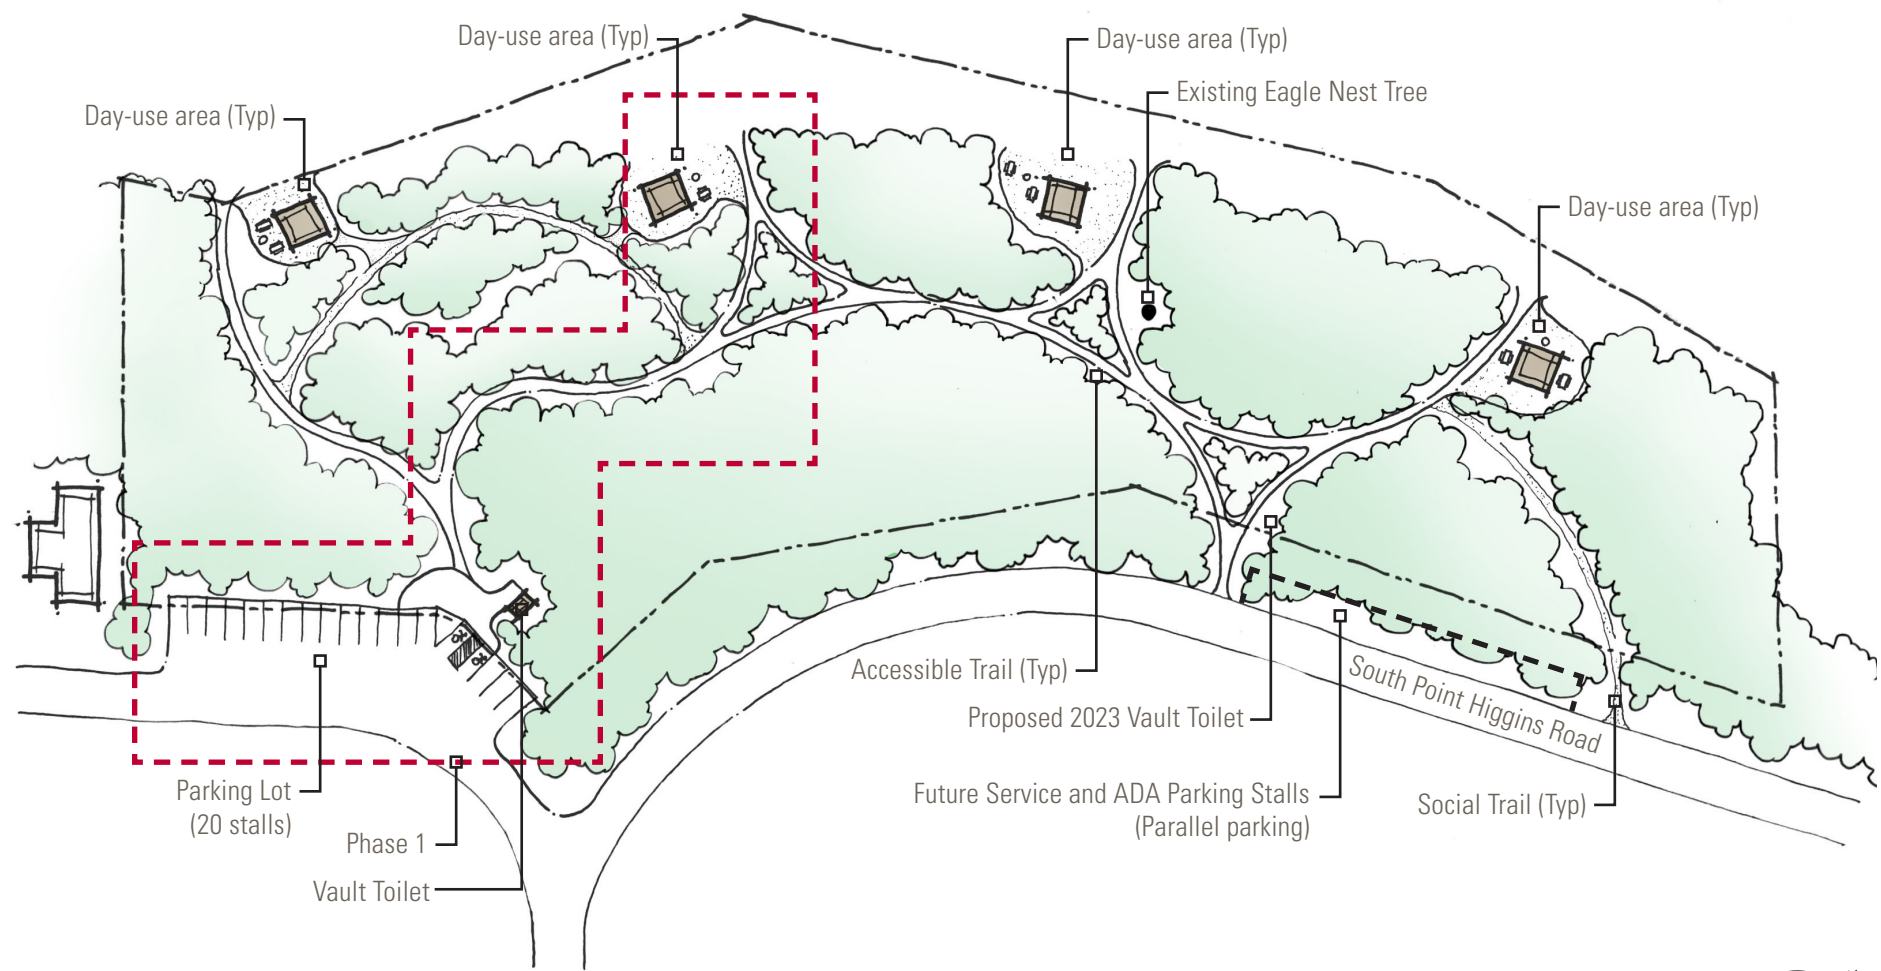 Day-use area (Typ)
Day-use area (Typ)
Existing Eagle Nest Tree
Day-use area (Typ)
Day-use area (Typ)
Accessible Trail (Typ)
South Point Higgins Road
Proposed 2023 Vault Toilet
Parking Lot
(20 stalls)
Future Service and ADA Parking Stalls
(Parallel parking)
Social Trail (Typ)
Phase 1
Vault Toilet